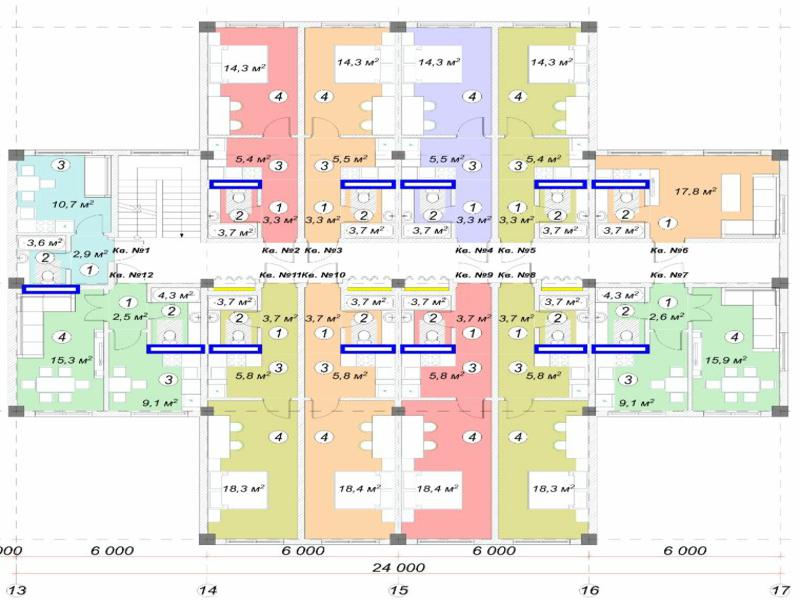 14,3 м² 14,3 м² 14,3 м² 14,3 м²
4 4 4 4
3 5,4 м² 3 3 5,5 м² 5,5 м² 3 3 5,4 м²
10,7 м² 17,8 м²
2 1 1 2 2 1 1 2 2 1
3,3 м² 3,3 м² 3,3 м² 3,3 м²
3,7 м² 3,7 м² 3,7 м² 3,7 м² 3,7 м²
3,6 м² 2,9 м² Кв. №1 Кв. №2 Кв. №3 Кв. №4 Кв. №5 Кв. №6
2 1 Кв. №12 Кв. №11 Кв. №10 Кв. №9 Кв. №8 Кв. №7
1 4,3 м² 3,7 м² 3,7 м² 3,7 м² 3,7 м² 4,3 м² 1
2,5 м² 2 2 3,7 м² 3,7 м² 2 2 3,7 м² 3,7 м² 2 2 2,6 м²
4 1 1 1 1 4
15,3 м² 15,9 м²
3 3 3 3 3 3
5,8 м² 5,8 м² 5,8 м² 5,8 м²
9,1 м² 9,1 м²
4 4 4 4
18,3 м² 18,4 м² 18,4 м² 18,3 м²
000 6 000 6 000 6 000 6 000
24 000
13 14 15 16 17